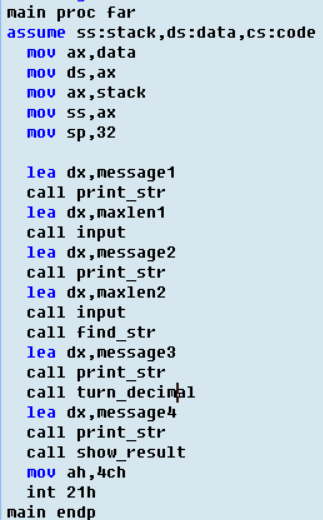 main proc far
assume ss:stack,ds:data,cs:code
mov ax,data
mov ds,ax
mov ax,stack
mov ss,ax
mov sp,32
lea dx,message1
call print_str
lea dx,maxlen1
call input
lea dx,message2
call print_str
lea dx,maxlen2
call input
call find_str
lea dx,message3
call print_str
call turn_decimal
lea dx,message4
call print_str
call show_result
mov ah,4ch
int 21h
main endp